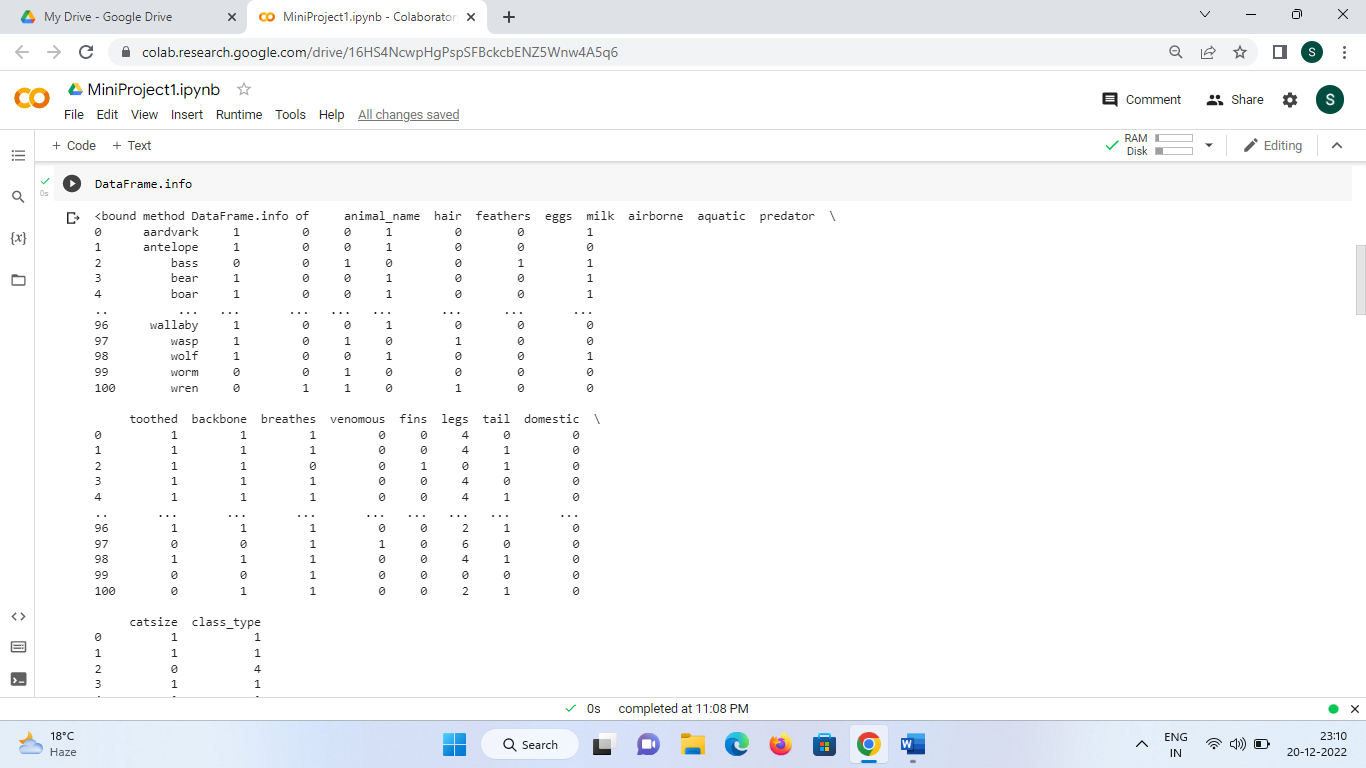 My Drive - Google Drive
MiniProject1.ipynb - Colaborator
colab.research.google.com/drive/16HS4NcwpHgPspSFBckcbENZ5Wnw4A5q6
S
MiniProject1.ipynb
File Edit View Insert Runtime Tools Help All changes saved
Comment Share S
+ Code + Text
RAM
Disk
Editing
0s
DataFrame.info
<bound method DataFrame.info of animal_name hair feathers eggs milk airborne aquatic predator \
0 aardvark 1 0 0 1 0 0 1
1 antelope 1 0 0 1 0 0 0
2 bass 0 0 1 0 0 1 1
3 bear 1 0 0 1 0 0 1
4 boar 1 0 0 1 0 0 1
.. ... ... ... ... ... ... ... ...
96 wallaby 1 0 0 1 0 0 0
97 wasp 1 0 1 0 1 0 0
98 wolf 1 0 0 1 0 0 1
99 worm 0 0 1 0 0 0 0
100 wren 0 1 1 0 1 0 0
toothed backbone breathes venomous fins legs tail domestic \
0 1 1 1 0 0 4 0 0
1 1 1 1 0 0 4 1 0
2 1 1 0 0 1 0 1 0
3 1 1 1 0 0 4 0 0
4 1 1 1 0 0 4 1 0
.. ... ... ... ... ... ... ... ...
96 1 1 1 0 0 2 1 0
97 0 0 1 1 0 6 0 0
98 1 1 1 0 0 4 1 0
99 0 0 1 0 0 0 0 0
100 0 1 1 0 0 2 1 0
catsize class_type
0 1 1
1 1 1
2 0 4
3 1 1
0s completed at 11:08 PM
18°C
Haze
Search
ENG
IN
23:10
20-12-2022